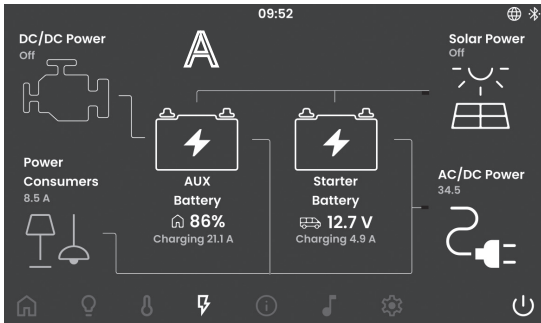 09:52
DC/DC Power
Off
A
Solar Power
Off
Power
Consumers
8.5 A
AUX
Battery
86%
Charging 21.1 A
Starter
Battery
12.7 V
Charging 4.9 A
AC/DC Power
34.5